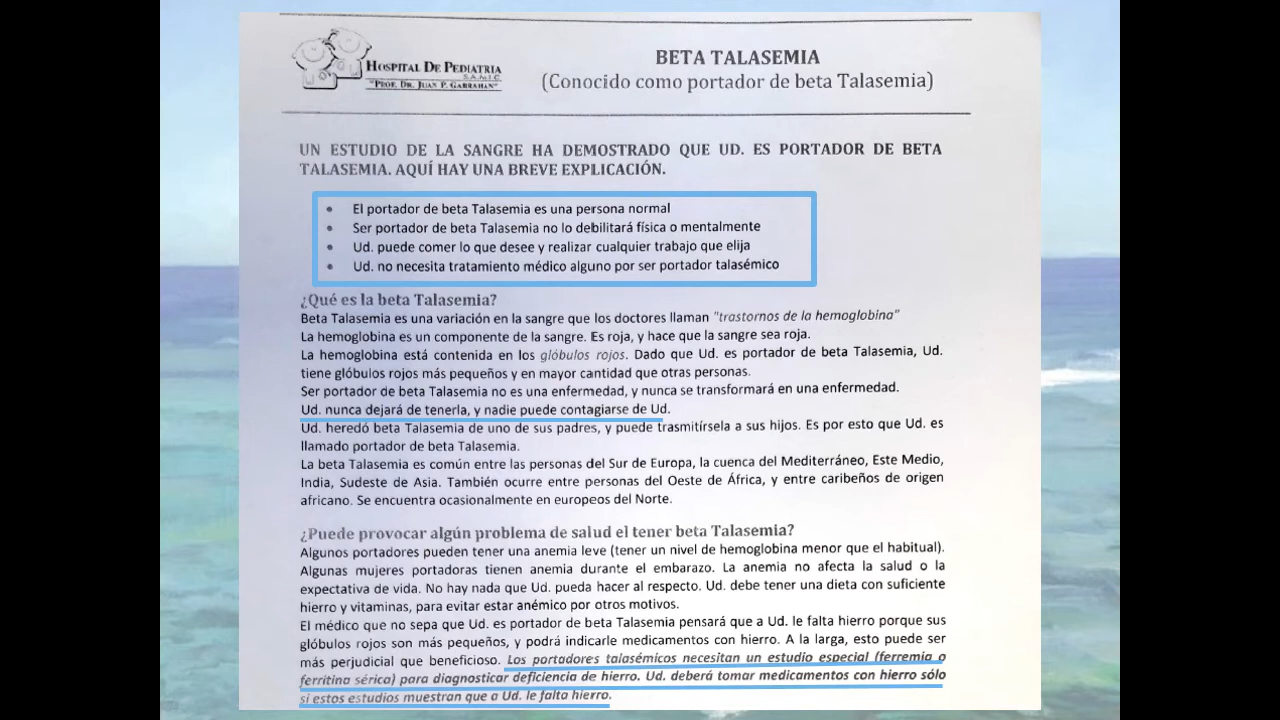 HOSPITAL DE PEDIATRIA
S.A.M.I.C.
"PROF. DR. JUAN P. GARRAHAN"
BETA TALASEMIA
(Conocido como portador de beta Talasemia)
UN ESTUDIO DE LA SANGRE HA DEMOSTRADO QUE UD. ES PORTADOR DE BETA
TALASEMIA. AQUÍ HAY UNA BREVE EXPLICACIÓN.
• El portador de beta Talasemia es una persona normal
• Ser portador de beta Talasemia no lo debilitará física o mentalmente
• Ud. puede comer lo que desee y realizar cualquier trabajo que elija
• Ud. no necesita tratamiento médico alguno por ser portador talasémico
¿Qué es la beta Talasemia?
Beta Talasemia es una variación en la sangre que los doctores llaman "trastornos de la hemoglobina"
La hemoglobina es un componente de la sangre. Es roja, y hace que la sangre sea roja.
La hemoglobina está contenida en los glóbulos rojos. Dado que Ud. es portador de beta Talasemia, Ud.
tiene glóbulos rojos más pequeños y en mayor cantidad que otras personas.
Ser portador de beta Talasemia no es una enfermedad, y nunca se transformará en una enfermedad.
Ud. nunca dejará de tenerla, y nadie puede contagiarse de Ud.
Ud. heredó beta Talasemia de uno de sus padres, y puede trasmitírsela a sus hijos. Es por esto que Ud. es
llamado portador de beta Talasemia.
La beta Talasemia es común entre las personas del Sur de Europa, la cuenca del Mediterráneo, Este Medio,
India, Sudeste de Asia. También ocurre entre personas del Oeste de África, y entre caribeños de origen
africano. Se encuentra ocasionalmente en europeos del Norte.
¿Puede provocar algún problema de salud el tener beta Talasemia?
Algunos portadores pueden tener una anemia leve (tener un nivel de hemoglobina menor que el habitual).
Algunas mujeres portadoras tienen anemia durante el embarazo. La anemia no afecta la salud o la
expectativa de vida. No hay nada que Ud. pueda hacer al respecto. Ud. debe tener una dieta con suficiente
hierro y vitaminas, para evitar estar anémico por otros motivos.
El médico que no sepa que Ud. es portador de beta Talasemia pensará que a Ud. le falta hierro porque sus
glóbulos rojos son más pequeños, y podrá indicarle medicamentos con hierro. A la larga, esto puede ser
más perjudicial que beneficioso. Los portadores talasémicos necesitan un estudio especial (ferremia o
ferritina sérica) para diagnosticar deficiencia de hierro. Ud. deberá tomar medicamentos con hierro sólo
si estos estudios muestran que a Ud. le falta hierro.